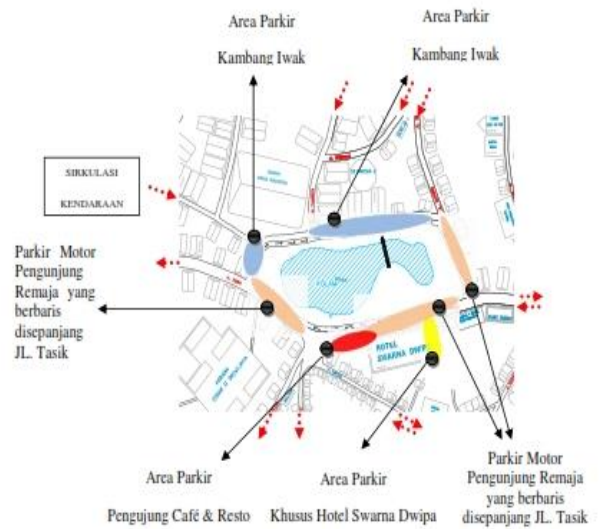 Area Parkir
Kambang Iwak
Area Parkir
Kambang Iwak
SIRKULASI
KENDARAAN
Parkir Motor
Pengunjung
Remaja yang
berbaris
disepanjang
JL. Tasik
HOTEL
SWARNA DWIPA
Area Parkir
Pengujung Café & Resto
Area Parkir
Khusus Hotel Swarna Dwipa
Parkir Motor
Pengunjung Remaja
yang berbaris
disepanjang JL. Tasik